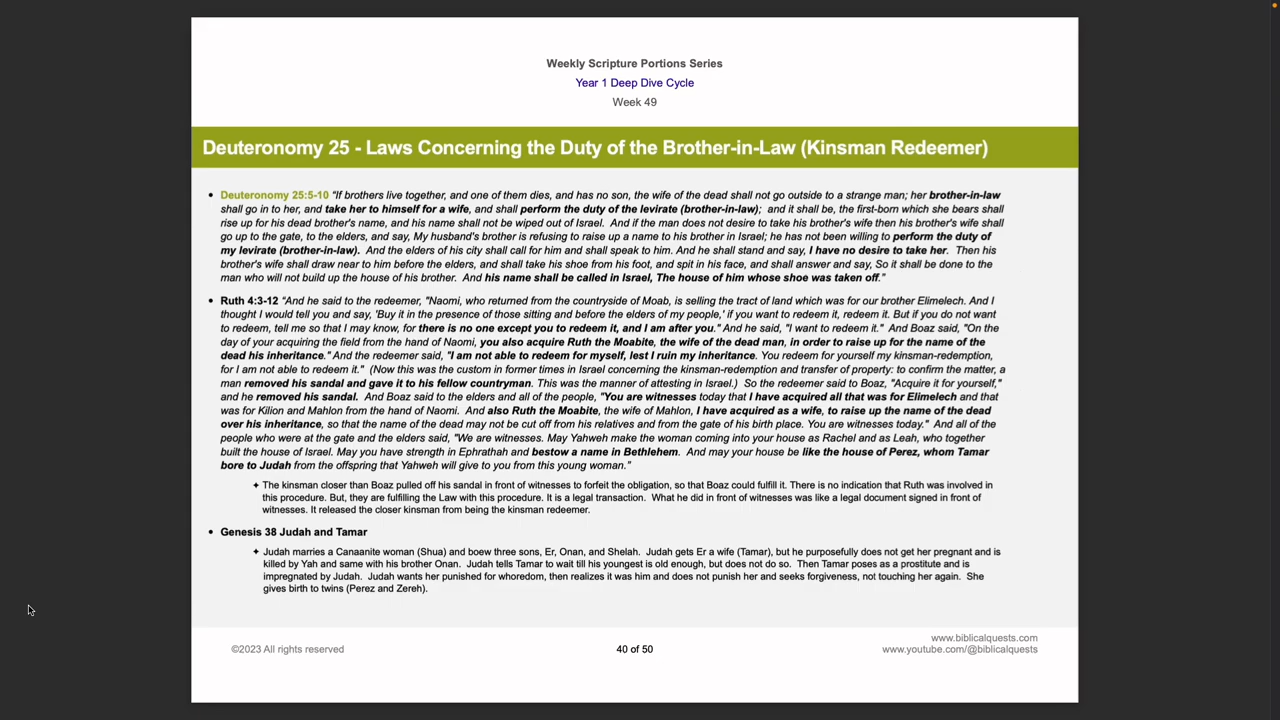 Weekly Scripture Portions Series
Year 1 Deep Dive Cycle
Week 49
Deuteronomy 25 - Laws Concerning the Duty of the Brother-in-Law (Kinsman Redeemer)
• Deuteronomy 25:5-10 “If brothers live together, and one of them dies, and has no son, the wife of the dead shall not go outside to a strange man; her brother-in-law
shall go in to her, and take her to himself for a wife, and shall perform the duty of the levirate (brother-in-law);  and it shall be, the first-born which she bears shall
rise up for his dead brother's name, and his name shall not be wiped out of Israel.  And if the man does not desire to take his brother's wife then his brother's wife shall
go up to the gate, to the elders, and say, My husband's brother is refusing to raise up a name to his brother in Israel; he has not been willing to perform the duty of
my levirate (brother-in-law).  And the elders of his city shall call for him and shall speak to him. And he shall stand and say, I have no desire to take her.  Then his
brother's wife shall draw near to him before the elders, and shall take his shoe from his foot, and spit in his face, and shall answer and say, So it shall be done to the
man who will not build up the house of his brother.  And his name shall be called in Israel, The house of him whose shoe was taken off.”
• Ruth 4:3-12 “And he said to the redeemer, "Naomi, who returned from the countryside of Moab, is selling the tract of land which was for our brother Elimelech. And I
thought I would tell you and say, 'Buy it in the presence of those sitting and before the elders of my people,' if you want to redeem it, redeem it. But if you do not want
to redeem, tell me so that I may know, for there is no one except you to redeem it, and I am after you." And he said, "I want to redeem it."  And Boaz said, "On the
day of your acquiring the field from the hand of Naomi, you also acquire Ruth the Moabite, the wife of the dead man, in order to raise up for the name of the
dead his inheritance." And the redeemer said, "I am not able to redeem for myself, lest I ruin my inheritance. You redeem for yourself my kinsman-redemption,
for I am not able to redeem it."  (Now this was the custom in former times in Israel concerning the kinsman-redemption and transfer of property: to confirm the matter, a
man removed his sandal and gave it to his fellow countryman. This was the manner of attesting in Israel.)  So the redeemer said to Boaz, "Acquire it for yourself,"
and he removed his sandal.  And Boaz said to the elders and all of the people, "You are witnesses today that I have acquired all that was for Elimelech and that
was for Kilion and Mahlon from the hand of Naomi.  And also Ruth the Moabite, the wife of Mahlon, I have acquired as a wife, to raise up the name of the dead
over his inheritance, so that the name of the dead may not be cut off from his relatives and from the gate of his birth place. You are witnesses today."  And all of the
people who were at the gate and the elders said, "We are witnesses. May Yahweh make the woman coming into your house as Rachel and as Leah, who together
built the house of Israel. May you have strength in Ephrathah and bestow a name in Bethlehem.  And may your house be like the house of Perez, whom Tamar
bore to Judah from the offspring that Yahweh will give to you from this young woman.”
✦ The kinsman closer than Boaz pulled off his sandal in front of witnesses to forfeit the obligation, so that Boaz could fulfill it. There is no indication that Ruth was involved in
this procedure. But, they are fulfilling the Law with this procedure. It is a legal transaction.  What he did in front of witnesses was like a legal document signed in front of
witnesses. It released the closer kinsman from being the kinsman redeemer.
• Genesis 38 Judah and Tamar
✦ Judah marries a Canaanite woman (Shua) and boew three sons, Er, Onan, and Shelah.  Judah gets Er a wife (Tamar), but he purposefully does not get her pregnant and is
killed by Yah and same with his brother Onan.  Judah tells Tamar to wait till his youngest is old enough, but does not do so.  Then Tamar poses as a prostitute and is
impregnated by Judah.  Judah wants her punished for whoredom, then realizes it was him and does not punish her and seeks forgiveness, not touching her again.  She
gives birth to twins (Perez and Zereh).
©2023 All rights reserved
40 of 50
www.biblicalquests.com
www.youtube.com/@biblicalquests